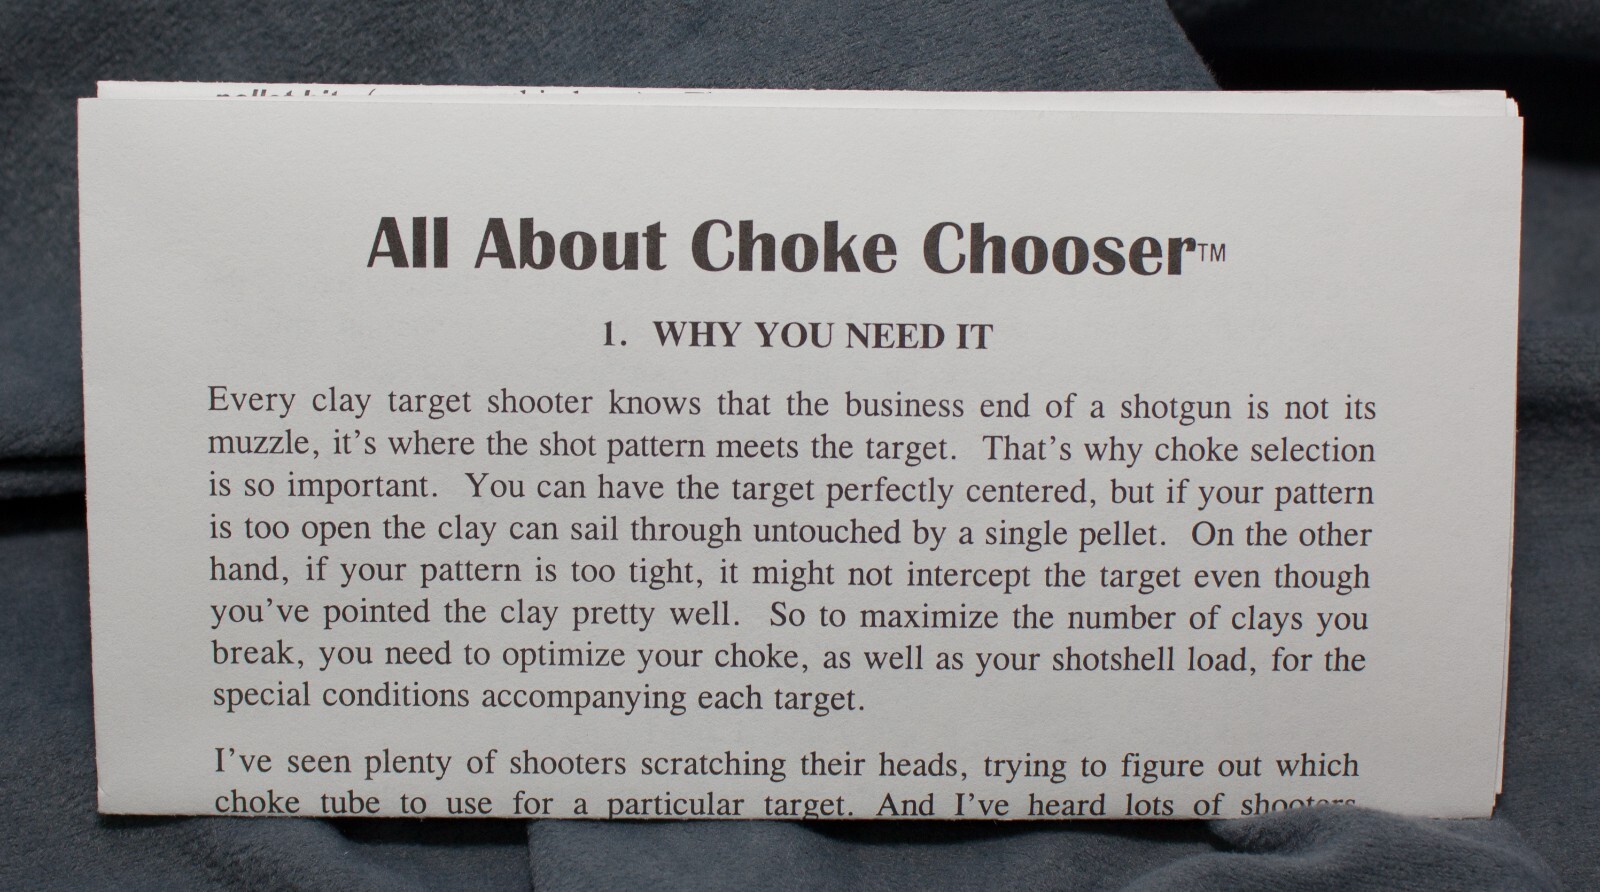 All About Choke Chooser™
1. WHY YOU NEED IT
Every clay target shooter knows that the business end of a shotgun is not its
muzzle, it's where the shot pattern meets the target. That's why choke selection
is so important. You can have the target perfectly centered, but if your pattern
is too open the clay can sail through untouched by a single pellet. On the other
hand, if your pattern is too tight, it might not intercept the target even though
you've pointed the clay pretty well. So to maximize the number of clays you
break, you need to optimize your choke, as well as your shotshell load, for the
special conditions accompanying each target.
I've seen plenty of shooters scratching their heads, trying to figure out which
choke tube to use for a particular target. And I've heard lots of shooters